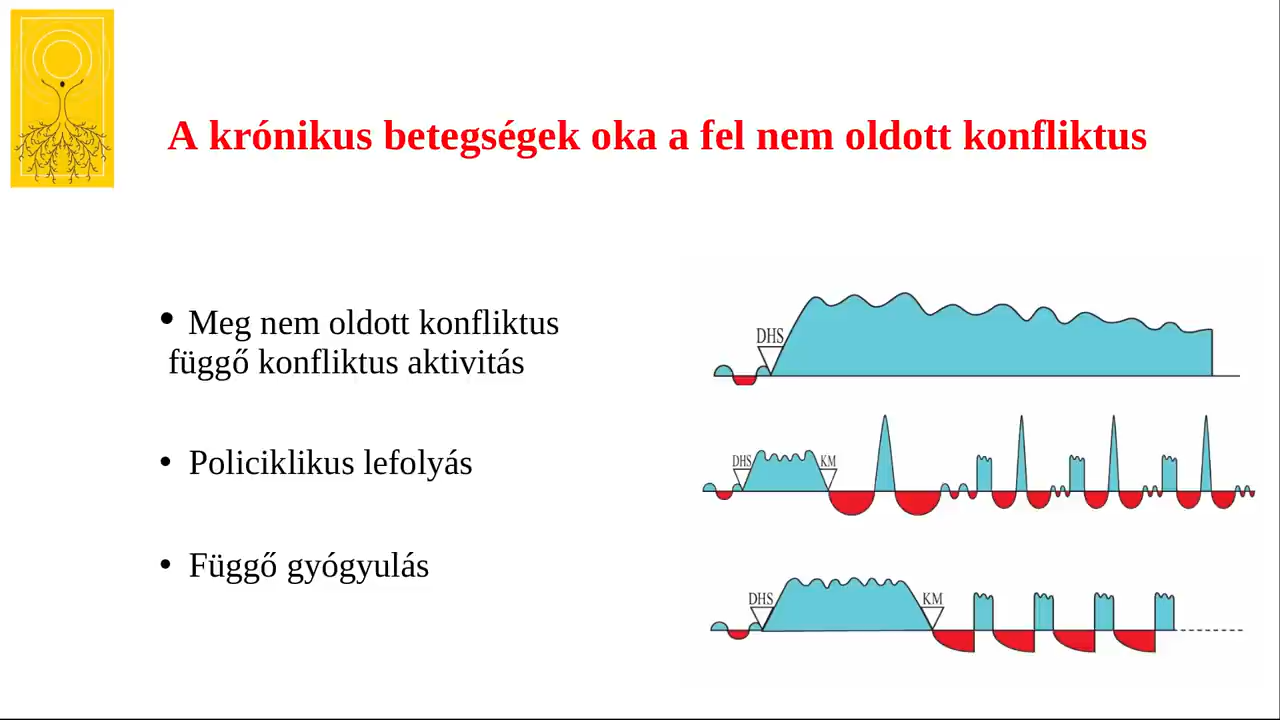 A krónikus betegségek oka a fel nem oldott konfliktus
• Meg nem oldott konfliktus
függő konfliktus aktivitás
• Policiklikus lefolyás
• Függő gyógyulás
DHS
DHS KM
DHS KM